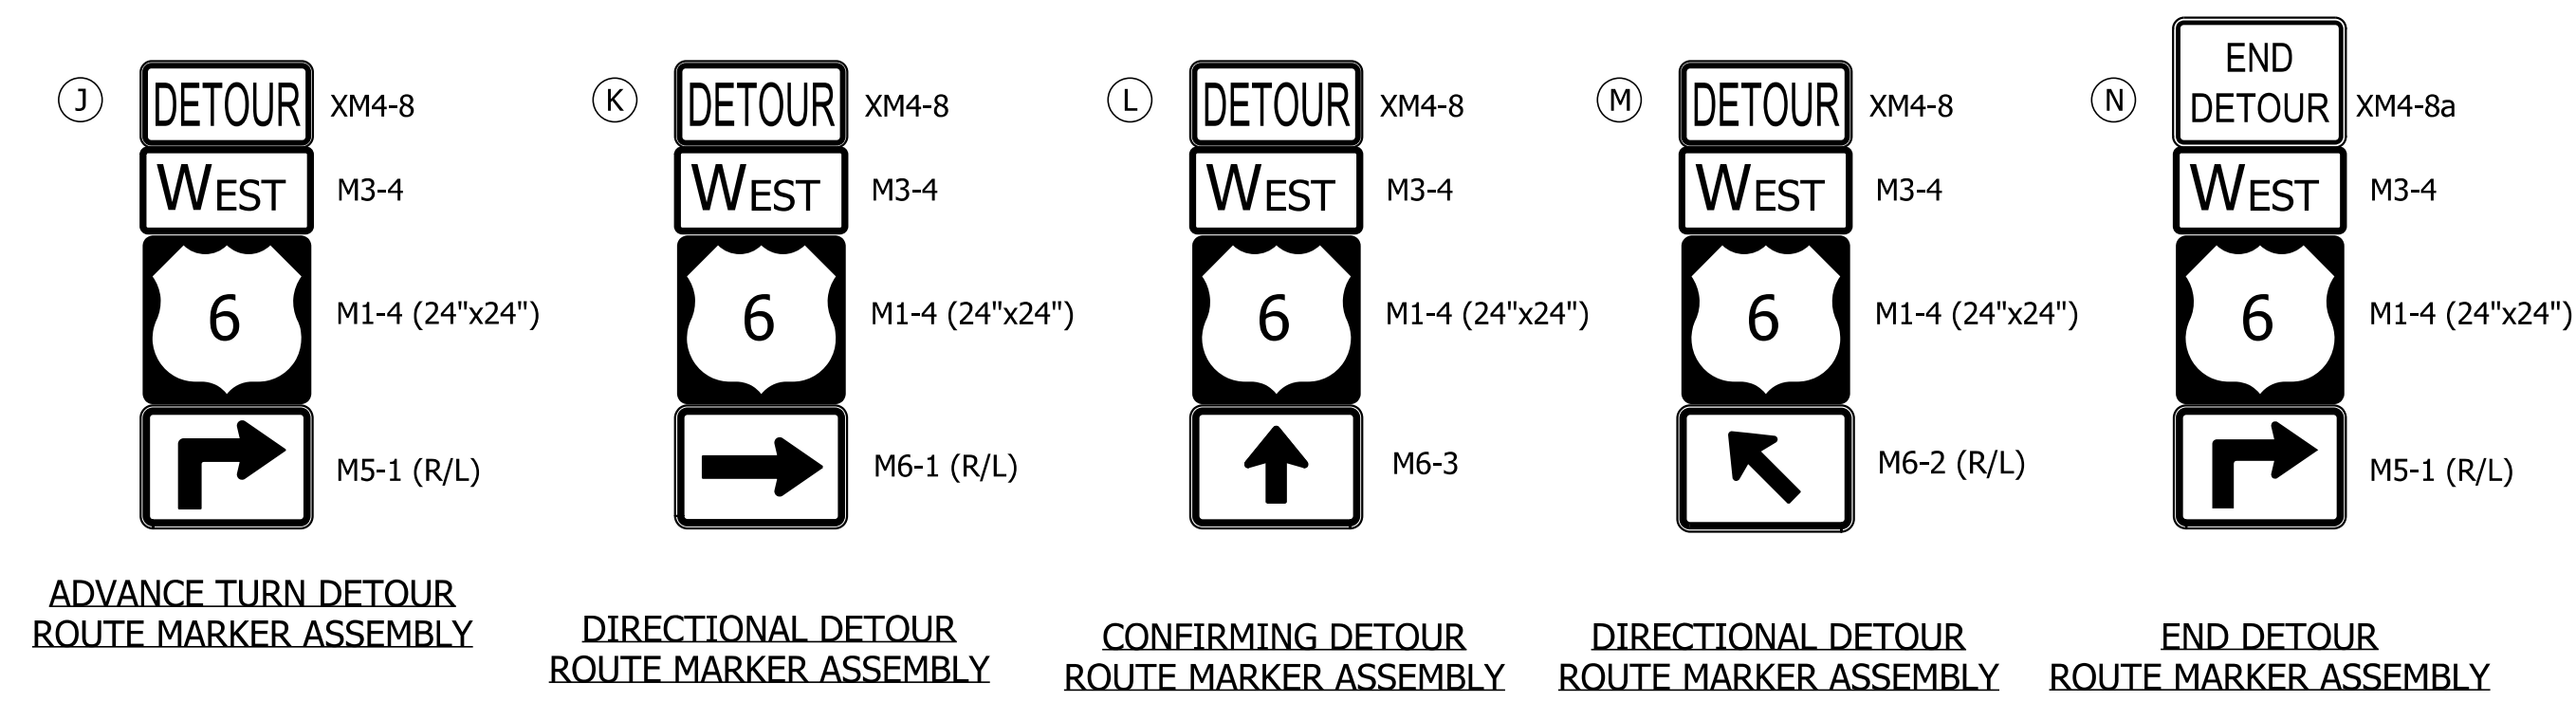 J
DETOUR
XM4-8
WEST
M3-4
6
M1-4 (24"x24")
M5-1 (R/L)
ADVANCE TURN DETOUR
ROUTE MARKER ASSEMBLY
K
DETOUR
XM4-8
WEST
M3-4
6
M1-4 (24"x24")
M6-1 (R/L)
DIRECTIONAL DETOUR
ROUTE MARKER ASSEMBLY
L
DETOUR
XM4-8
WEST
M3-4
6
M1-4 (24"x24")
M6-3
CONFIRMING DETOUR
ROUTE MARKER ASSEMBLY
M
DETOUR
XM4-8
WEST
M3-4
6
M1-4 (24"x24")
M6-2 (R/L)
DIRECTIONAL DETOUR
ROUTE MARKER ASSEMBLY
N
END
DETOUR
XM4-8a
WEST
M3-4
6
M1-4 (24"x24")
M5-1 (R/L)
END DETOUR
ROUTE MARKER ASSEMBLY